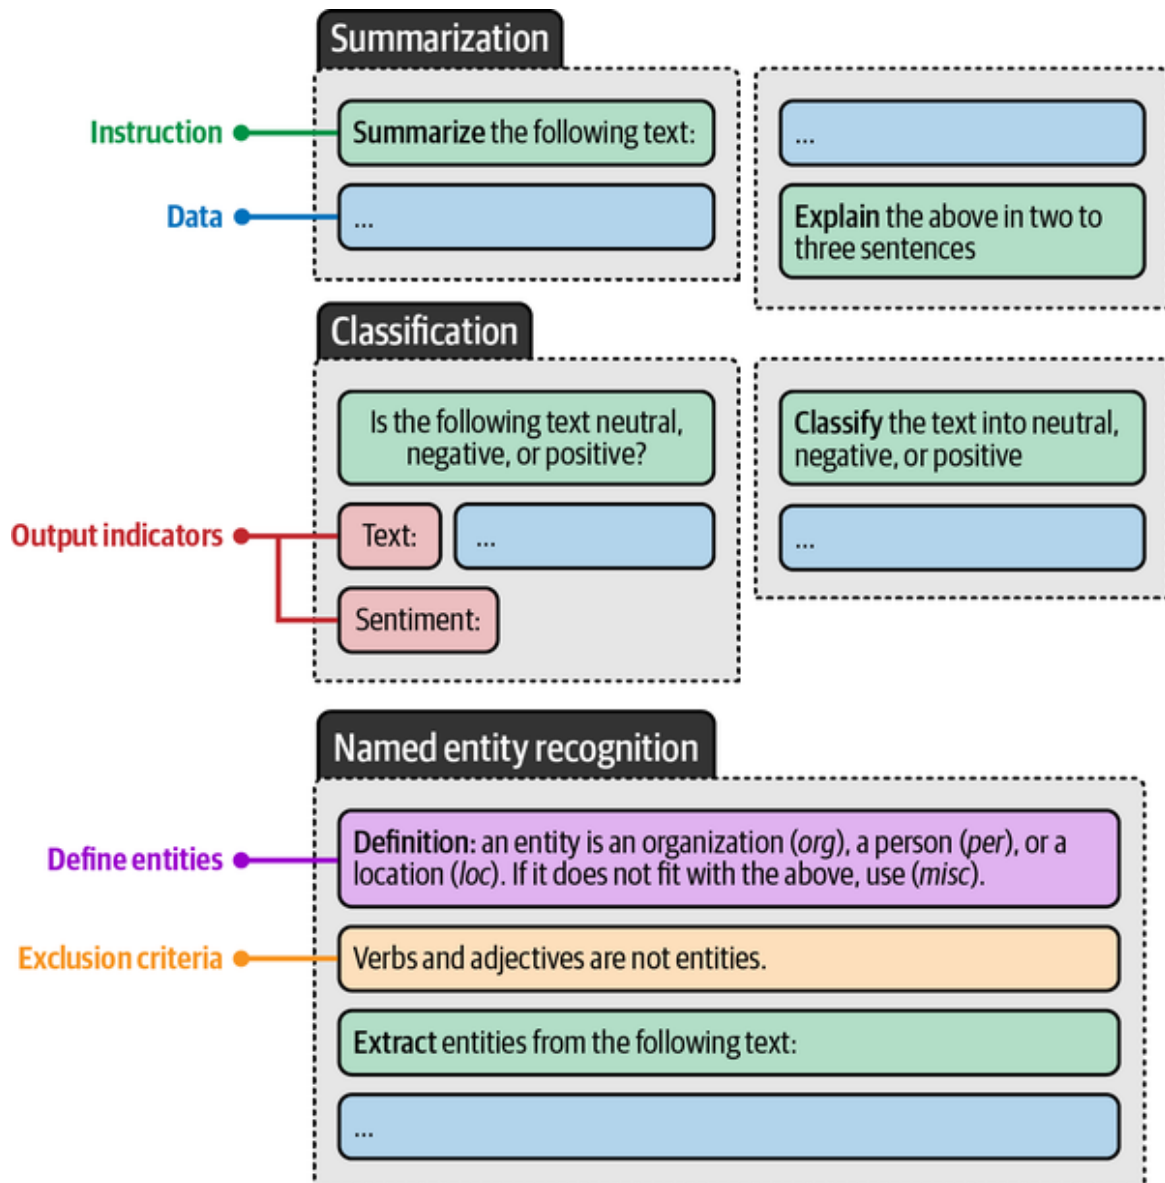 Summarization
Instruction
Summarize the following text:
Data
...
...
Explain the above in two to
three sentences
Classification
Is the following text neutral,
negative, or positive?
Output indicators
Text:
...
Sentiment:
Classify the text into neutral,
negative, or positive
...
Named entity recognition
Define entities
Definition: an entity is an organization (org), a person (per), or a
location (loc). If it does not fit with the above, use (misc).
Exclusion criteria
Verbs and adjectives are not entities.
Extract entities from the following text:
...